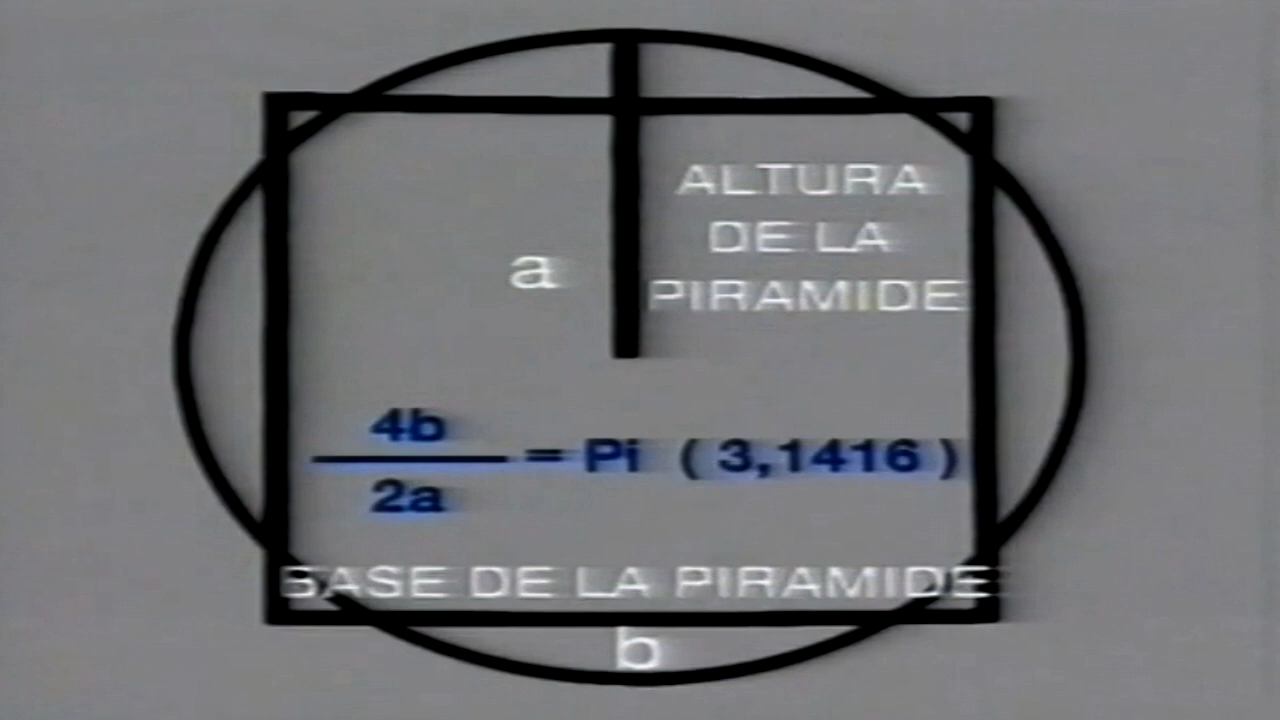 ALTURA
DE LA
a
PIRAMIDE
4b
= Pi ( 3,1416 )
2a
BASE DE LA PIRAMIDE
b